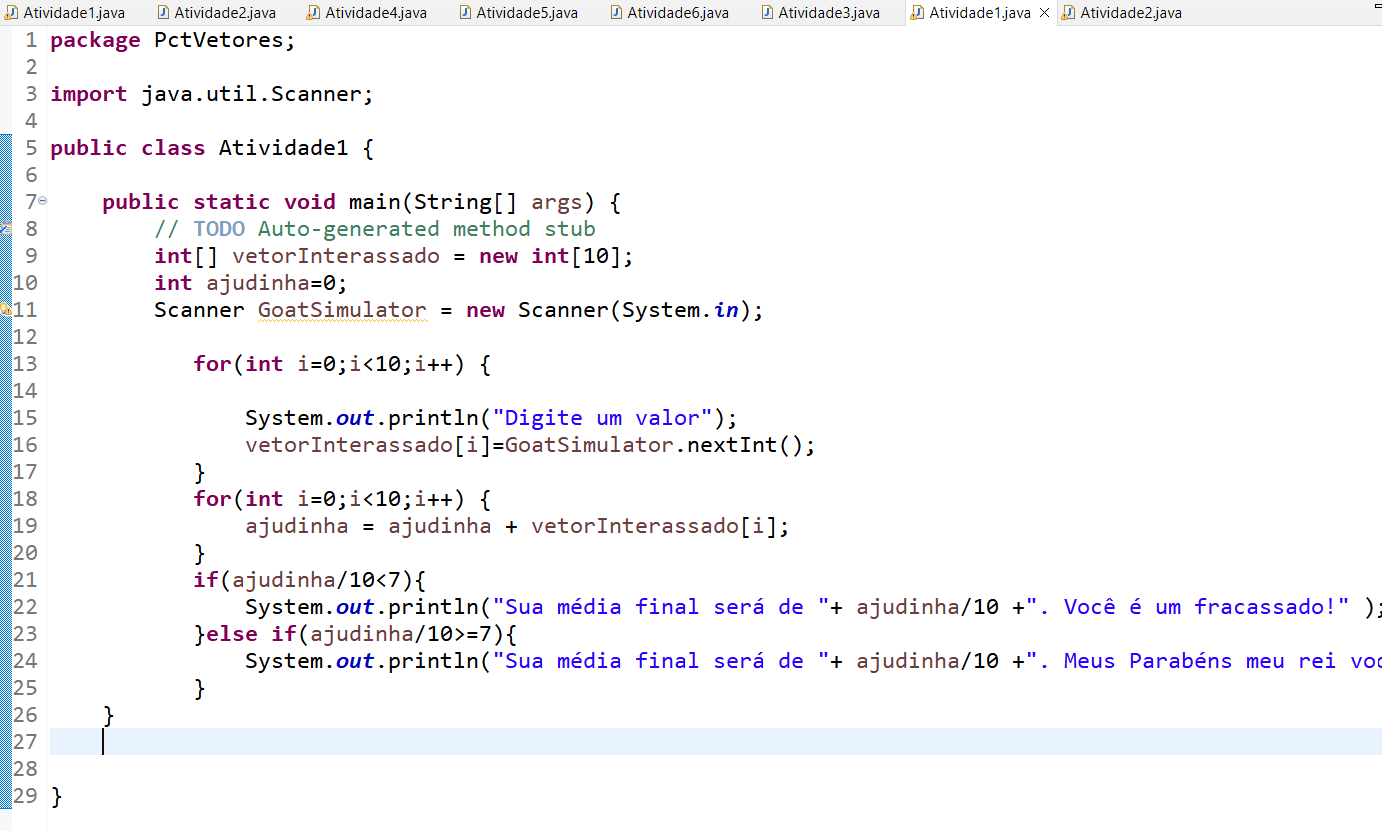 Atividade1.java Atividade2.java Atividade4.java Atividade5.java Atividade6.java Atividade3.java Atividade1.java Atividade2.java
1 package PctVetores;
2
3 import java.util.Scanner;
4
5 public class Atividade1 {
6
7 public static void main(String[] args) {
8 // TODO Auto-generated method stub
9 int[] vetorInterassado = new int[10];
10 int ajudinha=0;
11 Scanner GoatSimulator = new Scanner(System.in);
12
13 for(int i=0;i<10;i++) {
14
15 System.out.println("Digite um valor");
16 vetorInterassado[i]=GoatSimulator.nextInt();
17 }
18 for(int i=0;i<10;i++) {
19 ajudinha = ajudinha + vetorInterassado[i];
20 }
21 if(ajudinha/10<7){
22 System.out.println("Sua média final será de "+ ajudinha/10 +". Você é um fracassado!" );
23 }else if(ajudinha/10>=7){
24 System.out.println("Sua média final será de "+ ajudinha/10 +". Meus Parabéns meu rei
25 }
26 }
27
28
29 }